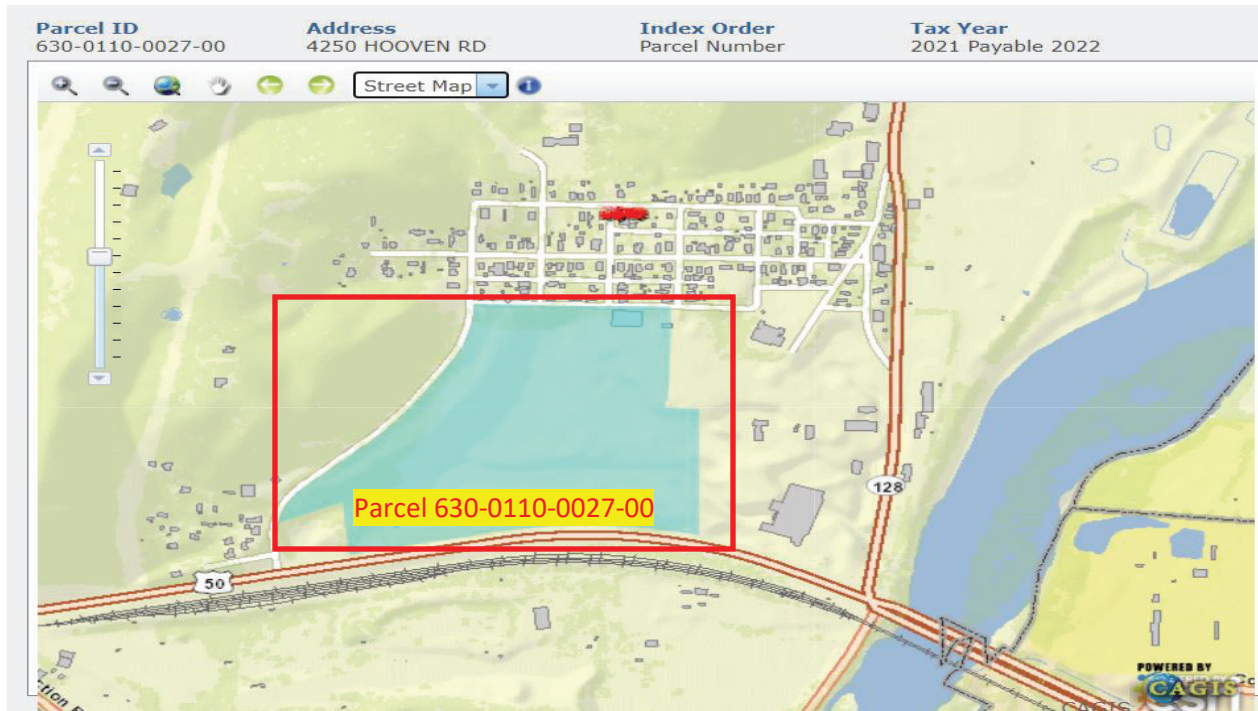 Parcel ID Address Index Order Tax Year
630-0110-0027-00 4250 HOOVEN RD Parcel Number 2021 Payable 2022
Street Map
128
Parcel 630-0110-0027-00
50
POWERED BY
CAGIS
CAGIS